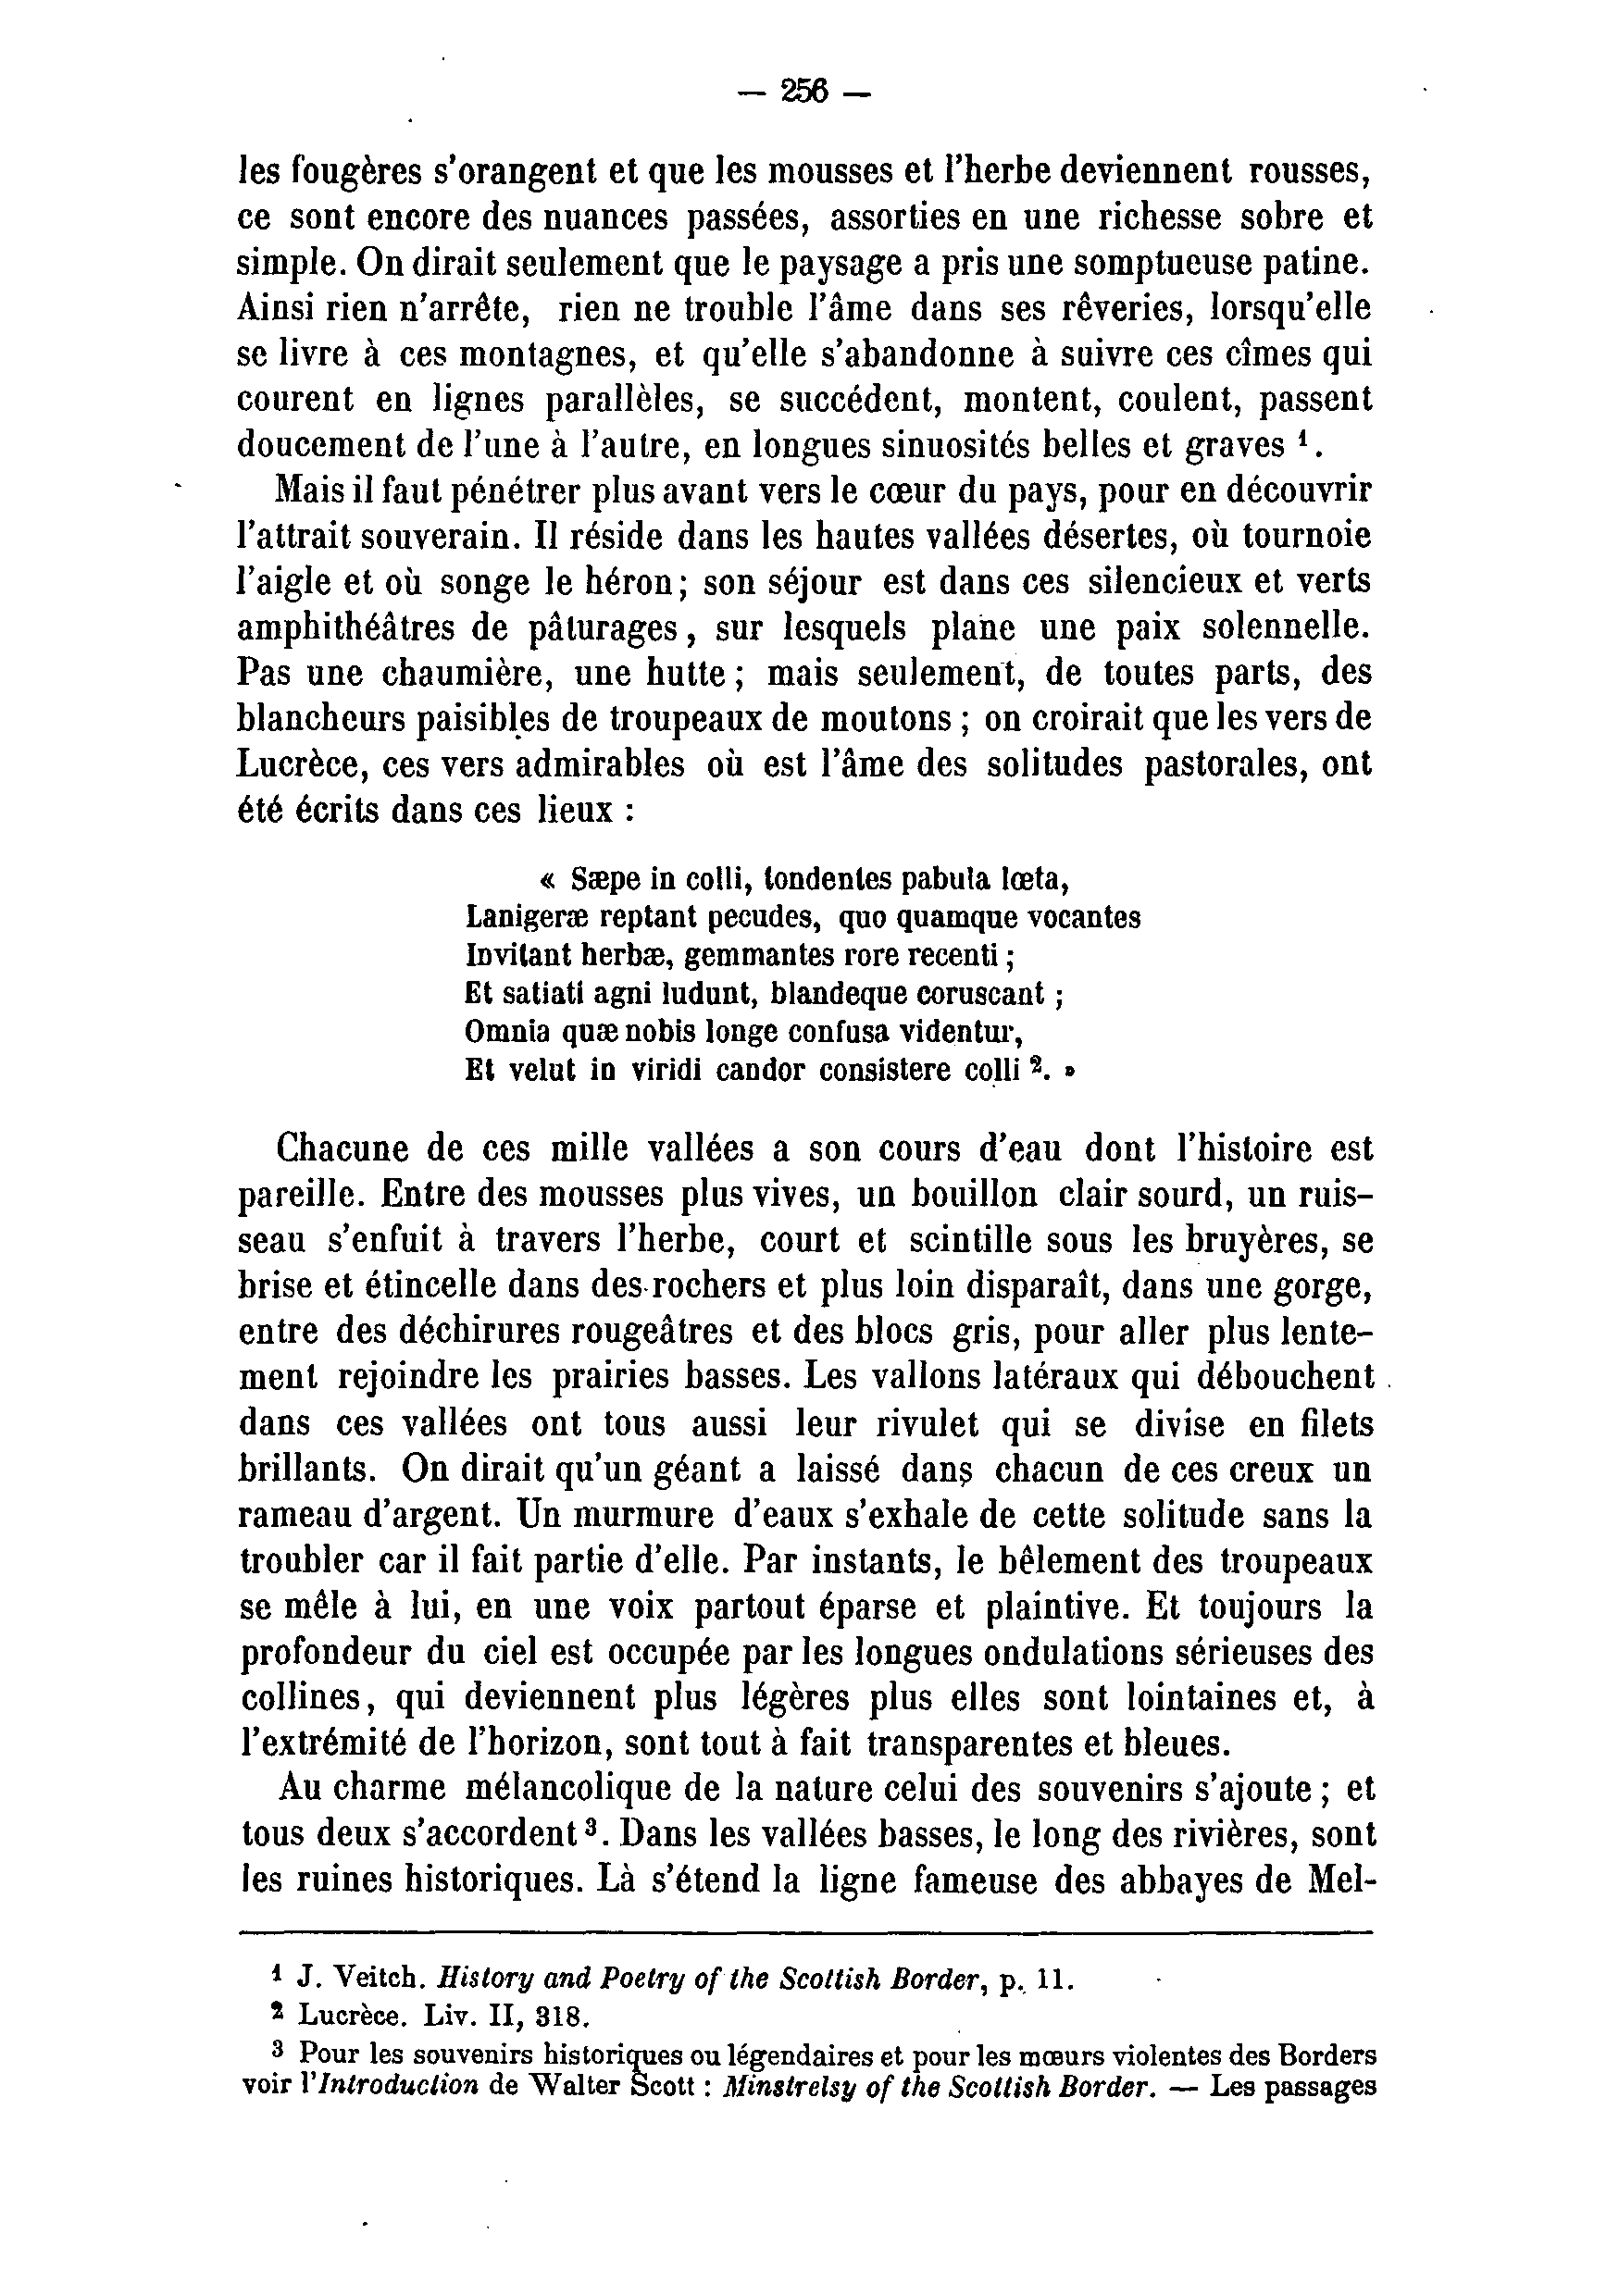 — 256 —
les fougères s'orangent et que les mousses et l'herbe deviennent rousses,
ce sont encore des nuances passées, assorties en une richesse sobre et
simple. On dirait seulement que le paysage a pris une somptueuse patine.
Ainsi rien n'arrête, rien ne trouble l'âme dans ses rêveries, lorsqu'elle
se livre à ces montagnes, et qu'elle s'abandonne à suivre ces cîmes qui
courent en lignes parallèles, se succédent, montent, coulent, passent
doucement de l'une à l'autre, en longues sinuosités belles et graves ¹.
Mais il faut pénétrer plus avant vers le cœur du pays, pour en découvrir
l'attrait souverain. Il réside dans les hautes vallées désertes, où tournoie
l'aigle et où songe le héron; son séjour est dans ces silencieux et verts
amphithéâtres de pâturages, sur lesquels plane une paix solennelle.
Pas une chaumière, une hutte; mais seulement, de toutes parts, des
blancheurs paisibles de troupeaux de moutons; on croirait que les vers de
Lucrèce, ces vers admirables où est l'âme des solitudes pastorales, ont
été écrits dans ces lieux :
« Sæpe in colli, tondentes pabula lœta,
Lanigeræ reptant pecudes, quo quamque vocantes
Invitant herbæ, gemmantes rore recenti ;
Et satiati agni ludunt, blandeque coruscant ;
Omnia quæ nobis longe confusa videntur,
Et velut in viridi candor consistere colli ². »
Chacune de ces mille vallées a son cours d'eau dont l'histoire est
pareille. Entre des mousses plus vives, un bouillon clair sourd, un ruis-
seau s'enfuit à travers l'herbe, court et scintille sous les bruyères, se
brise et étincelle dans des rochers et plus loin disparaît, dans une gorge,
entre des déchirures rougeâtres et des blocs gris, pour aller plus lente-
ment rejoindre les prairies basses. Les vallons latéraux qui débouchent
dans ces vallées ont tous aussi leur rivulet qui se divise en filets
brillants. On dirait qu'un géant a laissé dans chacun de ces creux un
rameau d'argent. Un murmure d'eaux s'exhale de cette solitude sans la
troubler car il fait partie d'elle. Par instants, le bêlement des troupeaux
se mêle à lui, en une voix partout éparse et plaintive. Et toujours la
profondeur du ciel est occupée par les longues ondulations sérieuses des
collines, qui deviennent plus légères plus elles sont lointaines et, à
l'extrémité de l'horizon, sont tout à fait transparentes et bleues.
Au charme mélancolique de la nature celui des souvenirs s'ajoute ; et
tous deux s'accordent ³. Dans les vallées basses, le long des rivières, sont
les ruines historiques. Là s'étend la ligne fameuse des abbayes de Mel-
¹ J. Veitch. History and Poetry of the Scottish Border, p. 11.
² Lucrèce. Liv. II, 318.
³ Pour les souvenirs historiques ou légendaires et pour les mœurs violentes des Borders
voir l'Introduction de Walter Scott : Minstrelsy of the Scottish Border. — Les passages